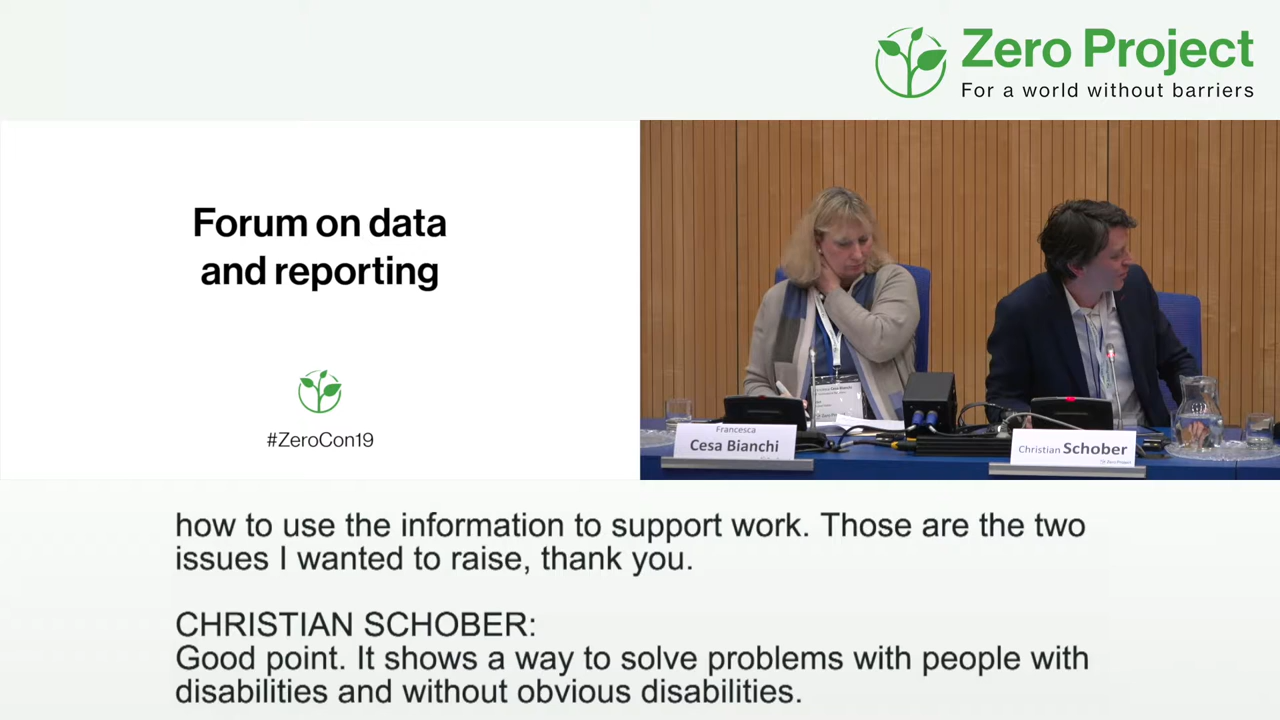 Zero Project
For a world without barriers
Forum on data
and reporting
#ZeroCon19
Francesca
Cesa Bianchi
Christian Schober
how to use the information to support work. Those are the two
issues I wanted to raise, thank you.
CHRISTIAN SCHOBER:
Good point. It shows a way to solve problems with people with
disabilities and without obvious disabilities.